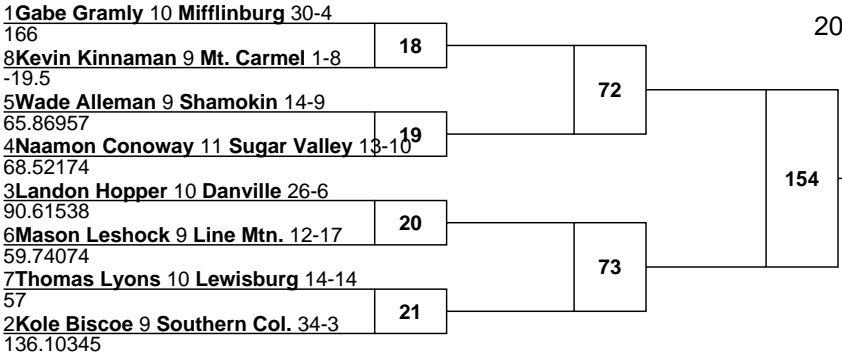 1Gabe Gramly 10 Mifflinburg 30-4
166
8Kevin Kinnaman 9 Mt. Carmel 1-8
-19.5
5Wade Alleman 9 Shamokin 14-9
65.86957
4Naamon Conoway 11 Sugar Valley 13-10
68.52174
3Landon Hopper 10 Danville 26-6
90.61538
6Mason Leshock 9 Line Mtn. 12-17
59.74074
7Thomas Lyons 10 Lewisburg 14-14
57
2Kole Biscoe 9 Southern Col. 34-3
136.10345
18
19
20
21
72
73
154
20